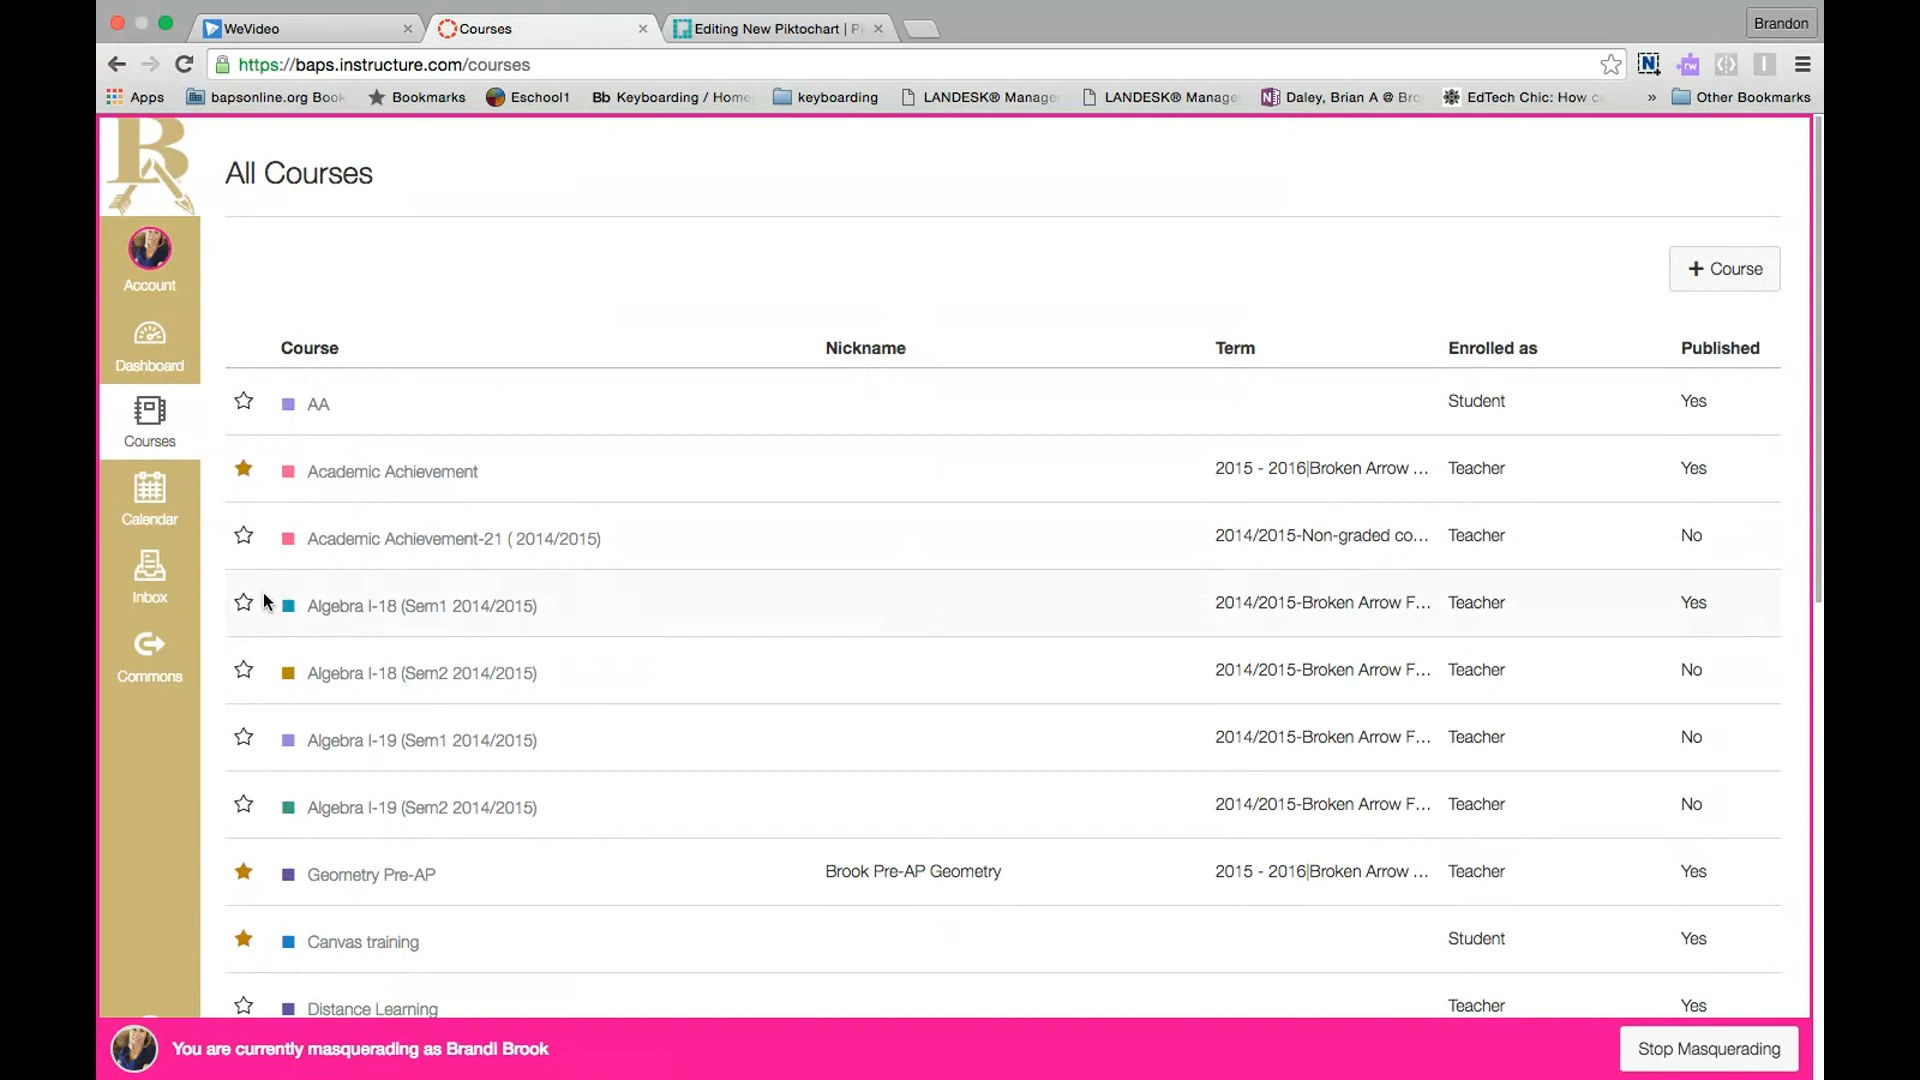 WeVideo
Courses
Editing New Piktochart | Pi
Brandon
https://baps.instructure.com/courses
Apps
bapsonline.org Book
Bookmarks
Eschool1
Bb Keyboarding / Home
keyboarding
LANDESK® Manage
LANDESK® Manage
Daley, Brian A @ Bro
EdTech Chic: How c
»
Other Bookmarks
B
All Courses
Account
+ Course
Dashboard
Course Nickname Term Enrolled as Published
AA Student Yes
Courses
Academic Achievement 2015 - 2016|Broken Arrow ... Teacher Yes
Calendar
Academic Achievement-21 ( 2014/2015) 2014/2015-Non-graded co... Teacher No
Inbox
Algebra I-18 (Sem1 2014/2015) 2014/2015-Broken Arrow F... Teacher Yes
Commons
Algebra I-18 (Sem2 2014/2015) 2014/2015-Broken Arrow F... Teacher No
Algebra I-19 (Sem1 2014/2015) 2014/2015-Broken Arrow F... Teacher No
Algebra I-19 (Sem2 2014/2015) 2014/2015-Broken Arrow F... Teacher No
Geometry Pre-AP Brook Pre-AP Geometry 2015 - 2016|Broken Arrow ... Teacher Yes
Canvas training Student Yes
Distance Learning Teacher Yes
You are currently masquerading as Brandi Brook
Stop Masquerading